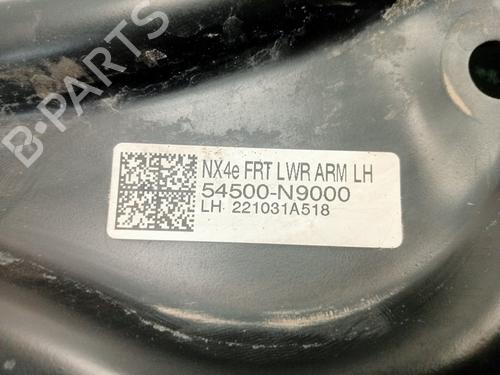 B-PARTS
NX4e FRT LWR ARM LH
54500-N9000
LH 221031A518